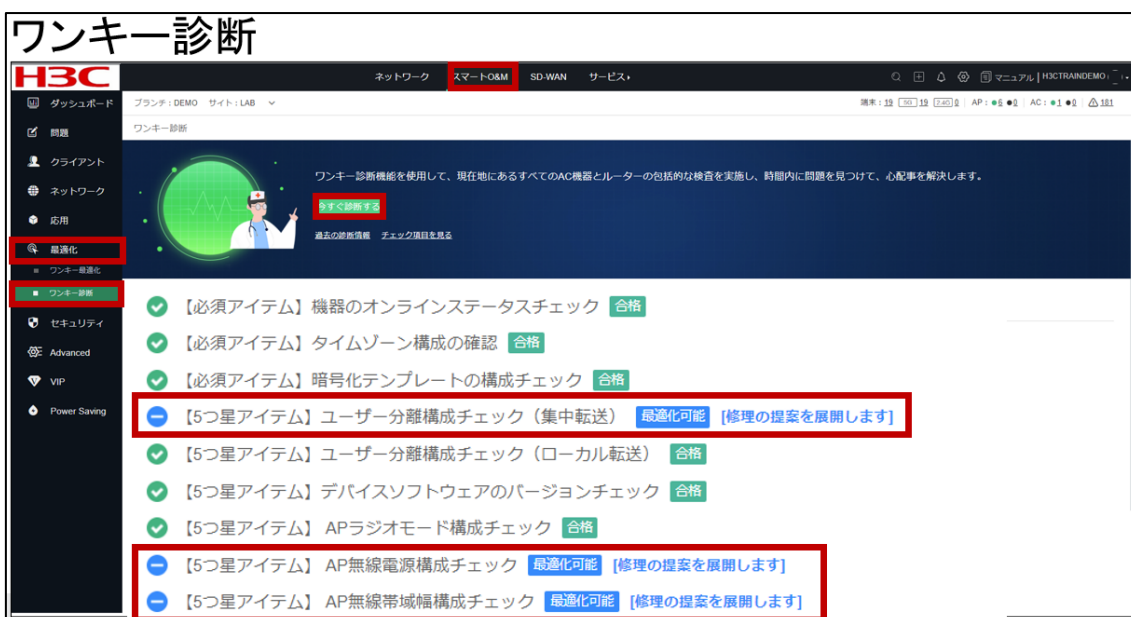 ワンキー診断
H3C
ネットワーク スマートO&M SD-WAN サービス
マニュアル | H3CTRAINDEMO
ブランチ : DEMO サイト : LAB
端末 : 19 5G 19 2.4G 0 AP : 6 0 AC : 1 0 181
ワンキー診断
ダッシュボード
問題
クライアント
ネットワーク
応用
最適化
ワンキー最適化
ワンキー診断
セキュリティ
Advanced
VIP
Power Saving
ワンキー診断機能を使用して、現在地にあるすべてのAC機器とルーターの包括的な検査を実施し、時間内に問題を見つけて、心配事を解決します。
今すぐ診断する
過去の診断情報 チェック項目を見る
【必須アイテム】機器のオンラインステータスチェック 合格
【必須アイテム】タイムゾーン構成の確認 合格
【必須アイテム】暗号化テンプレートの構成チェック 合格
【5つ星アイテム】ユーザー分離構成チェック（集中転送） 最適化可能 [修理の提案を展開します]
【5つ星アイテム】ユーザー分離構成チェック（ローカル転送） 合格
【5つ星アイテム】デバイスソフトウェアのバージョンチェック 合格
【5つ星アイテム】 APラジオモード構成チェック 合格
【5つ星アイテム】 AP無線電源構成チェック 最適化可能 [修理の提案を展開します]
【5つ星アイテム】 AP無線帯域幅構成チェック 最適化可能 [修理の提案を展開します]